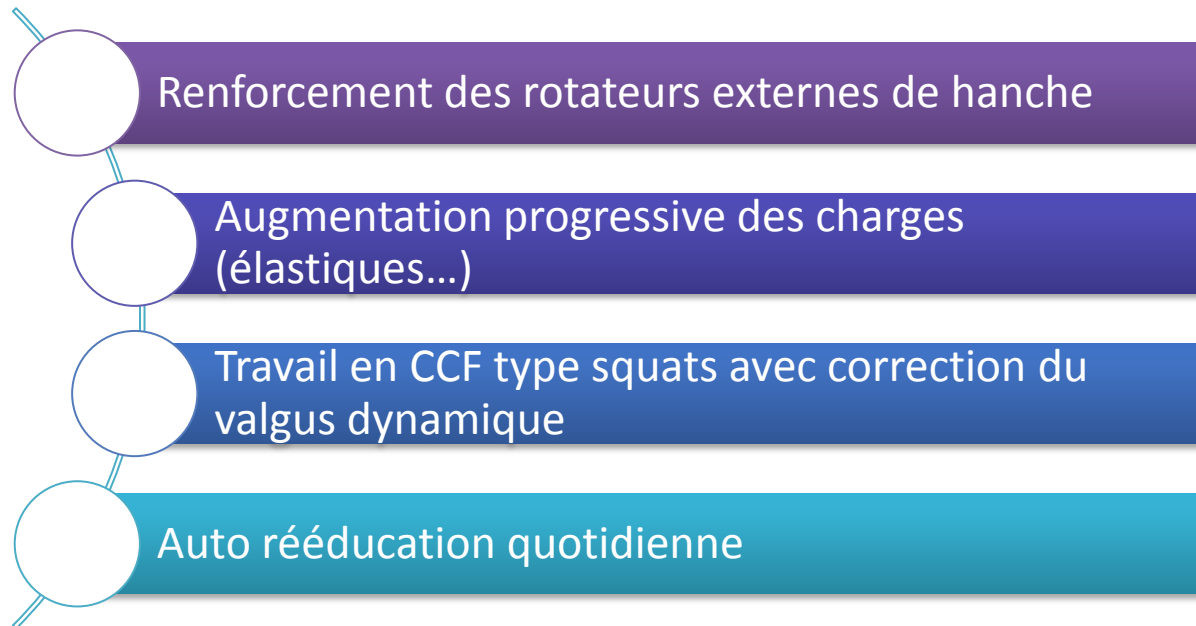 Renforcement des rotateurs externes de hanche
Augmentation progressive des charges
(élastiques…)
Travail en CCF type squats avec correction du
valgus dynamique
Auto rééducation quotidienne